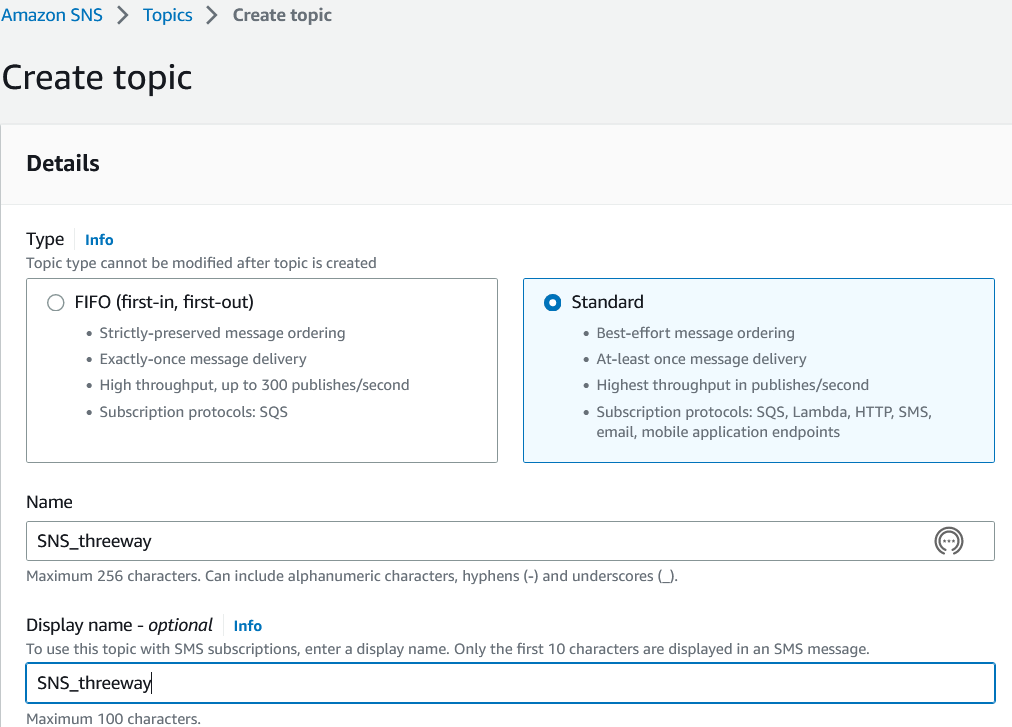 Amazon SNS > Topics > Create topic
Create topic
Details
Type Info
Topic type cannot be modified after topic is created
FIFO (first-in, first-out)
• Strictly-preserved message ordering
• Exactly-once message delivery
• High throughput, up to 300 publishes/second
• Subscription protocols: SQS
Standard
• Best-effort message ordering
• At-least once message delivery
• Highest throughput in publishes/second
• Subscription protocols: SQS, Lambda, HTTP, SMS,
email, mobile application endpoints
Name
SNS_threeway
Maximum 256 characters. Can include alphanumeric characters, hyphens (-) and underscores (_).
Display name - optional Info
To use this topic with SMS subscriptions, enter a display name. Only the first 10 characters are displayed in an SMS message.
SNS_threeway
Maximum 100 characters.